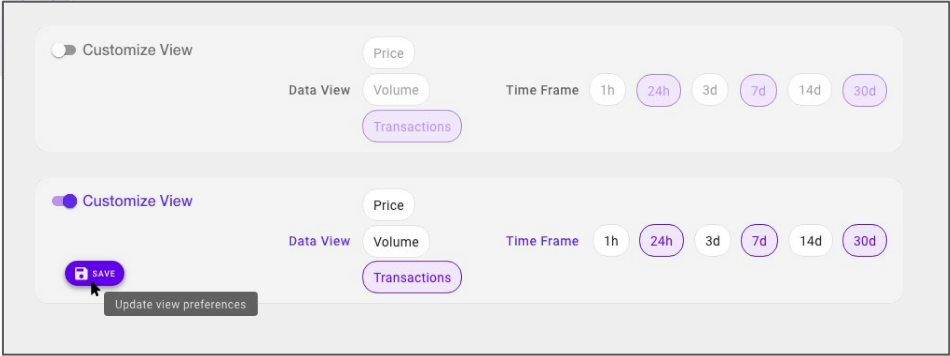 Customize View
Price
Data View Volume Time Frame 1h 24h 3d 7d 14d 30d
Transactions
Customize View
Price
Data View Volume Time Frame 1h 24h 3d 7d 14d 30d
SAVE Transactions
Update view preferences